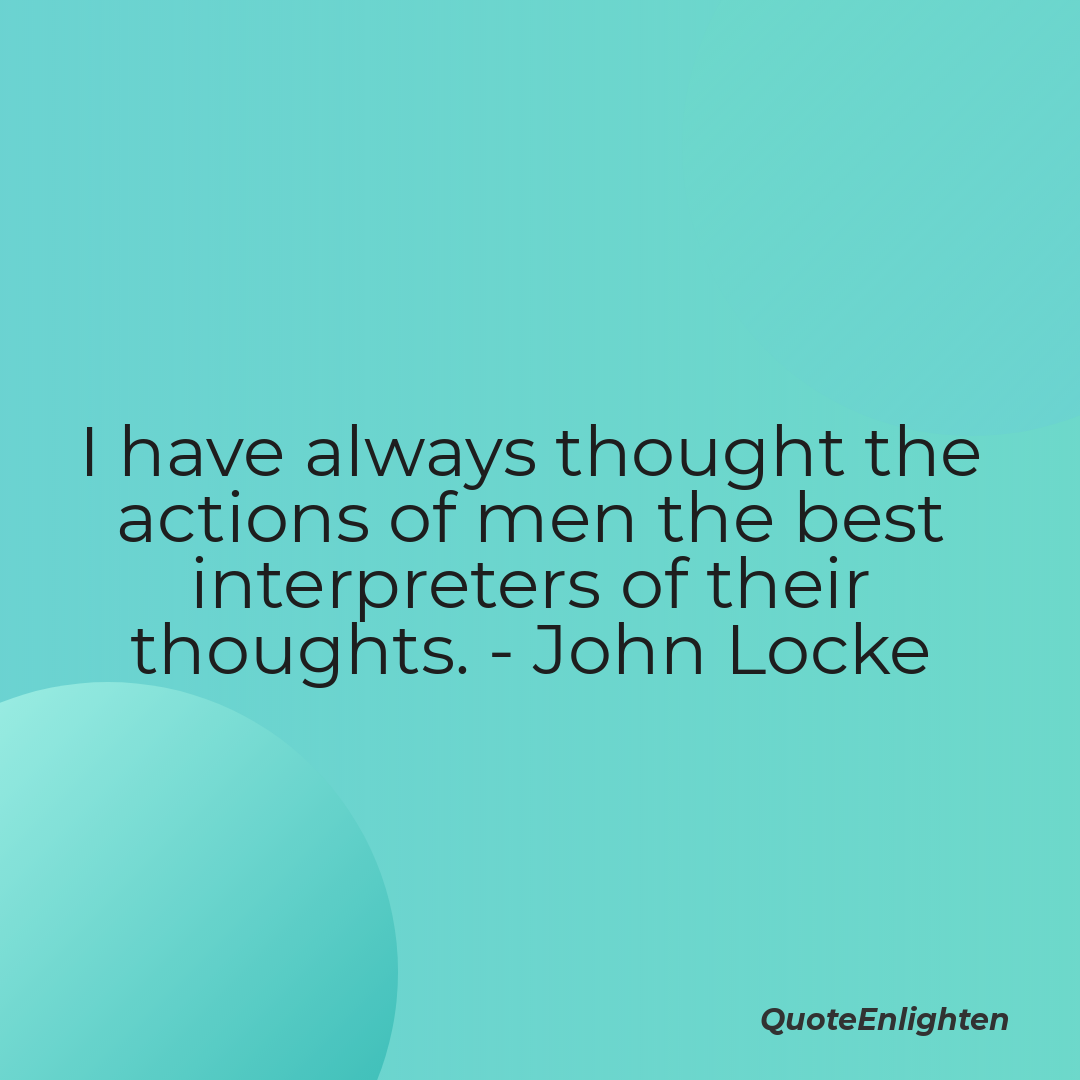 I have always thought the
actions of men the best
interpreters of their
thoughts. - John Locke
QuoteEnlighten